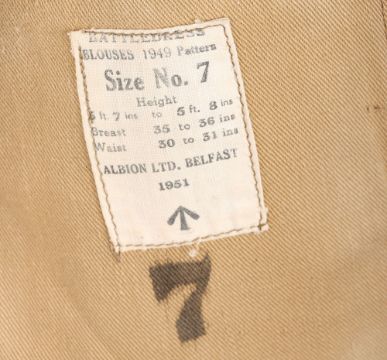 BATTLEDRESS
BLOUSES 1949 Pattern
Size No. 7
Height
5 ft. 7 ins to 5 ft. 8 ins
Breast 35 to 36 ins
Waist 30 to 31 ins
ALBION LTD. BELFAST
1951
7